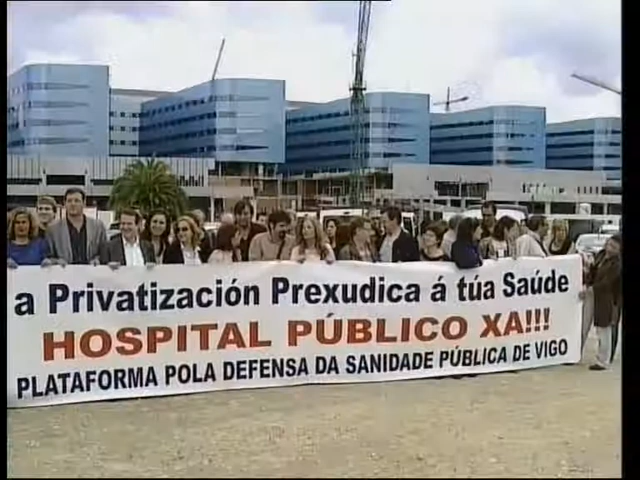 a Privatización Prexudica á túa Saúde
HOSPITAL PÚBLICO XA!!!
PLATAFORMA POLA DEFENSA DA SANIDADE PÚBLICA DE VIGO